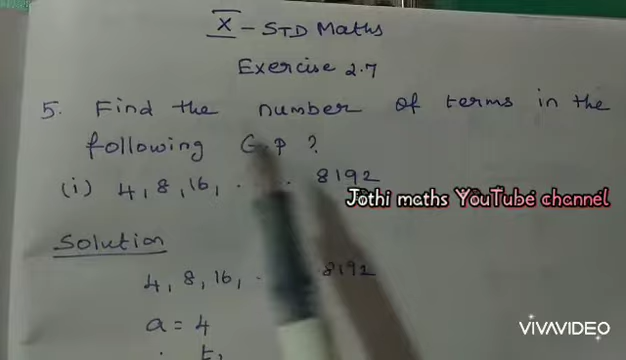 X - STD Maths
Exercise 2.7
5. Find the number of terms in the
following G.P ?
(i) 4, 8, 16, . . . 8192
Jothi maths YouTube channel
Solution
4, 8, 16, . . 8192
a = 4
VIVAVIDEO